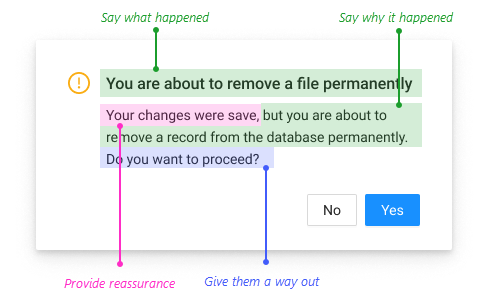 Say what happened
Say why it happened
You are about to remove a file permanently
Your changes were save, but you are about to
remove a record from the database permanently.
Do you want to proceed?
No
Yes
Provide reassurance
Give them a way out